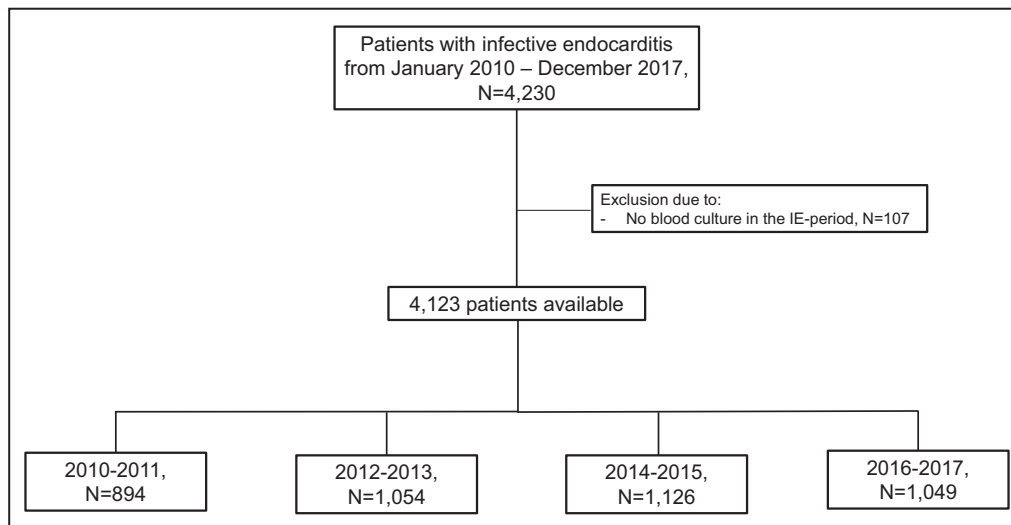 Patients with infective endocarditis
from January 2010 – December 2017,
N=4,230
Exclusion due to:
- No blood culture in the IE-period, N=107
4,123 patients available
2010-2011,
N=894
2012-2013,
N=1,054
2014-2015,
N=1,126
2016-2017,
N=1,049